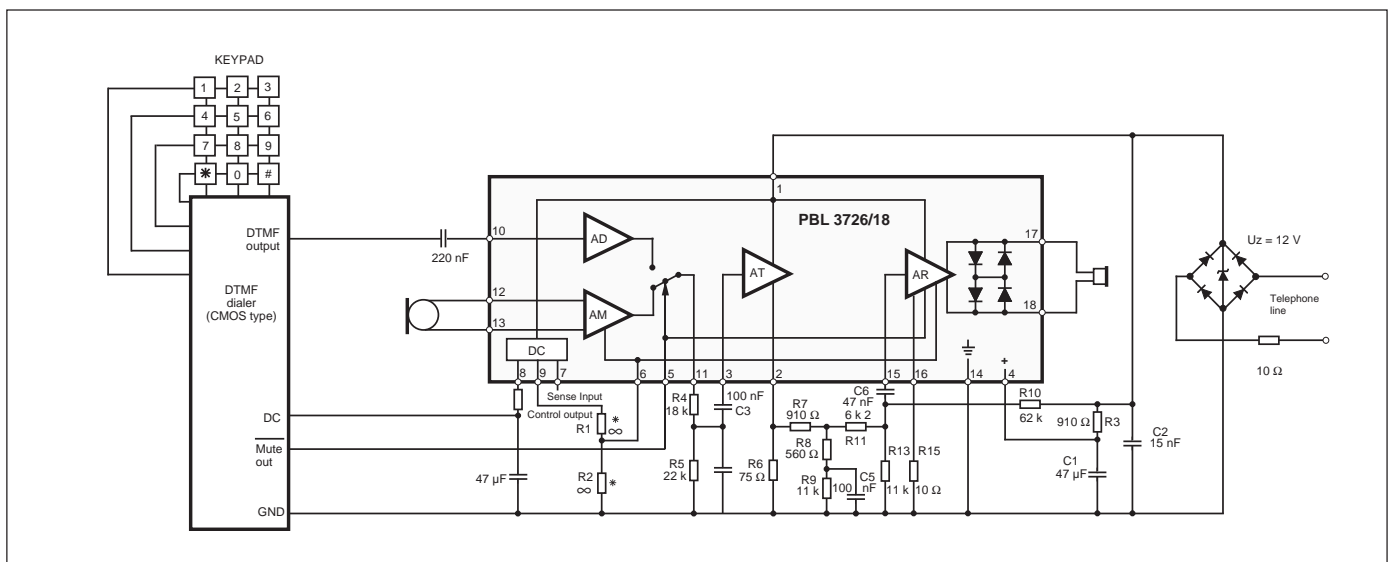 KEYPAD
1 2 3
4 5 6
7 8 9
* 0 #
DTMF
output
DTMF
dialer
(CMOS type)
DC
Mute
out
GND
220 nF
10
12
13
AD
AM
DC
8 9 7
Sense Input
Control output
R1
*
∞
R2
∞
*
47 µF
6
5
11
3
2
1
PBL 3726/18
AT
AR
17
18
15
16
14
+
4
R4
18 k
100 nF
C3
R5
22 k
R6
75 Ω
R7
910 Ω
R8
560 Ω
R9
11 k
100
C5
nF
6 k 2
R11
C6
47 nF
R13
11 k
R15
10 Ω
R10
62 k
910 Ω
R3
C1
47 µF
C2
15 nF
Uz = 12 V
Telephone
line
10 Ω